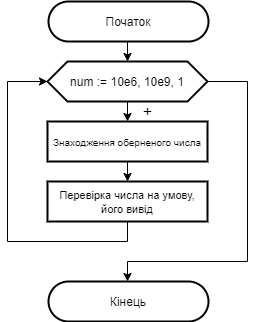 Початок
num := 10e6, 10e9, 1
+
Знаходження оберненого числа
Перевірка числа на умову,
його вивід
Кінець